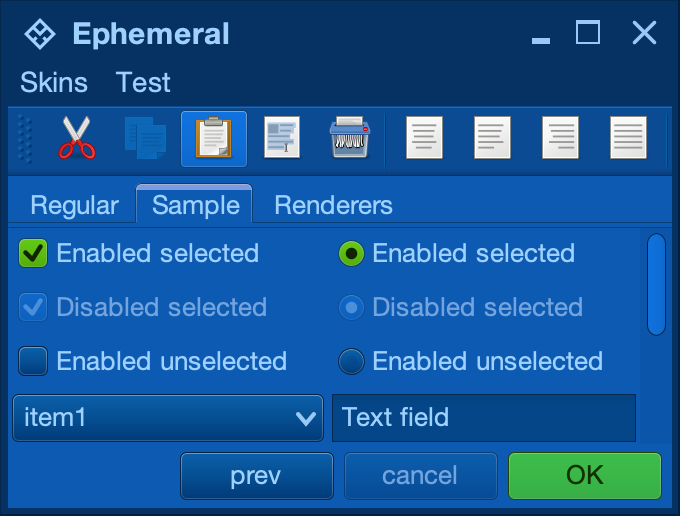 Ephemeral
Skins Test
Regular Sample Renderers
Enabled selected Enabled selected
Disabled selected Disabled selected
Enabled unselected Enabled unselected
item1 Text field
prev cancel OK